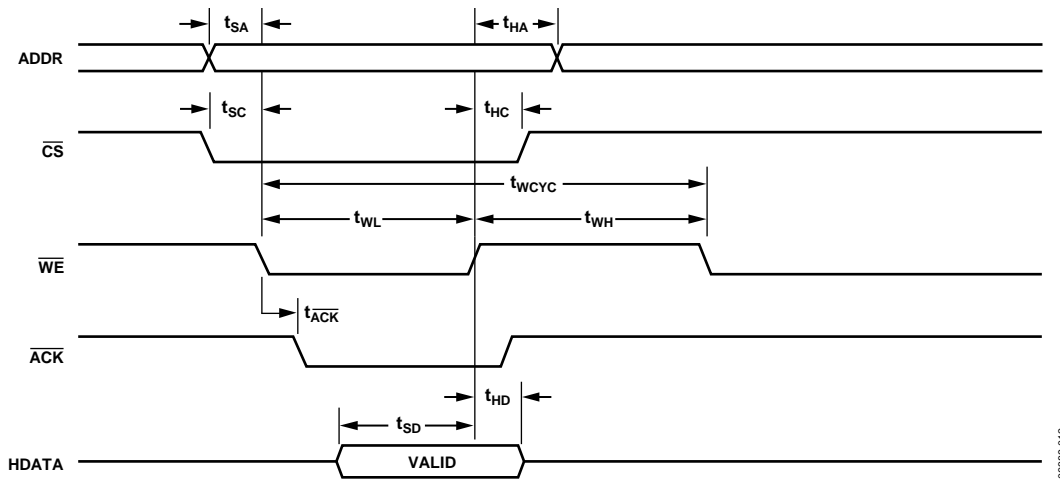 tSA
tHA
ADDR
tSC
tHC
CS
tWCYC
tWL
tWH
WE
tACK
ACK
tHD
tSD
HDATA
VALID